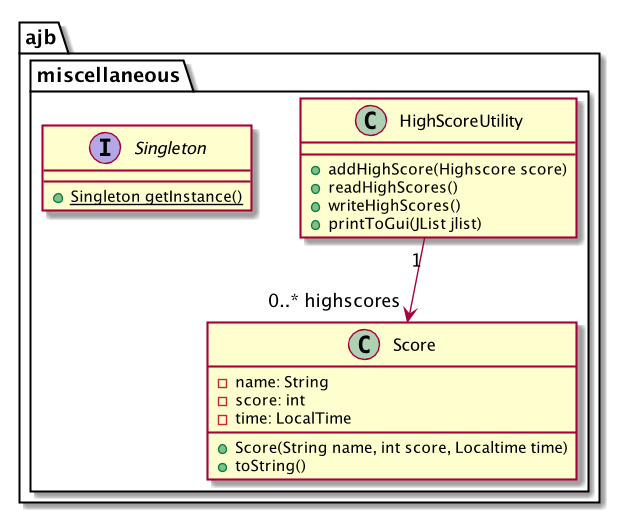 ajb
miscellaneous
I Singleton
Singleton getInstance()
C HighScoreUtility
addHighScore(Highscore score)
readHighScores()
writeHighScores()
printToGui(JList jlist)
1
0..* highscores
C Score
name: String
score: int
time: LocalTime
Score(String name, int score, Localtime time)
toString()